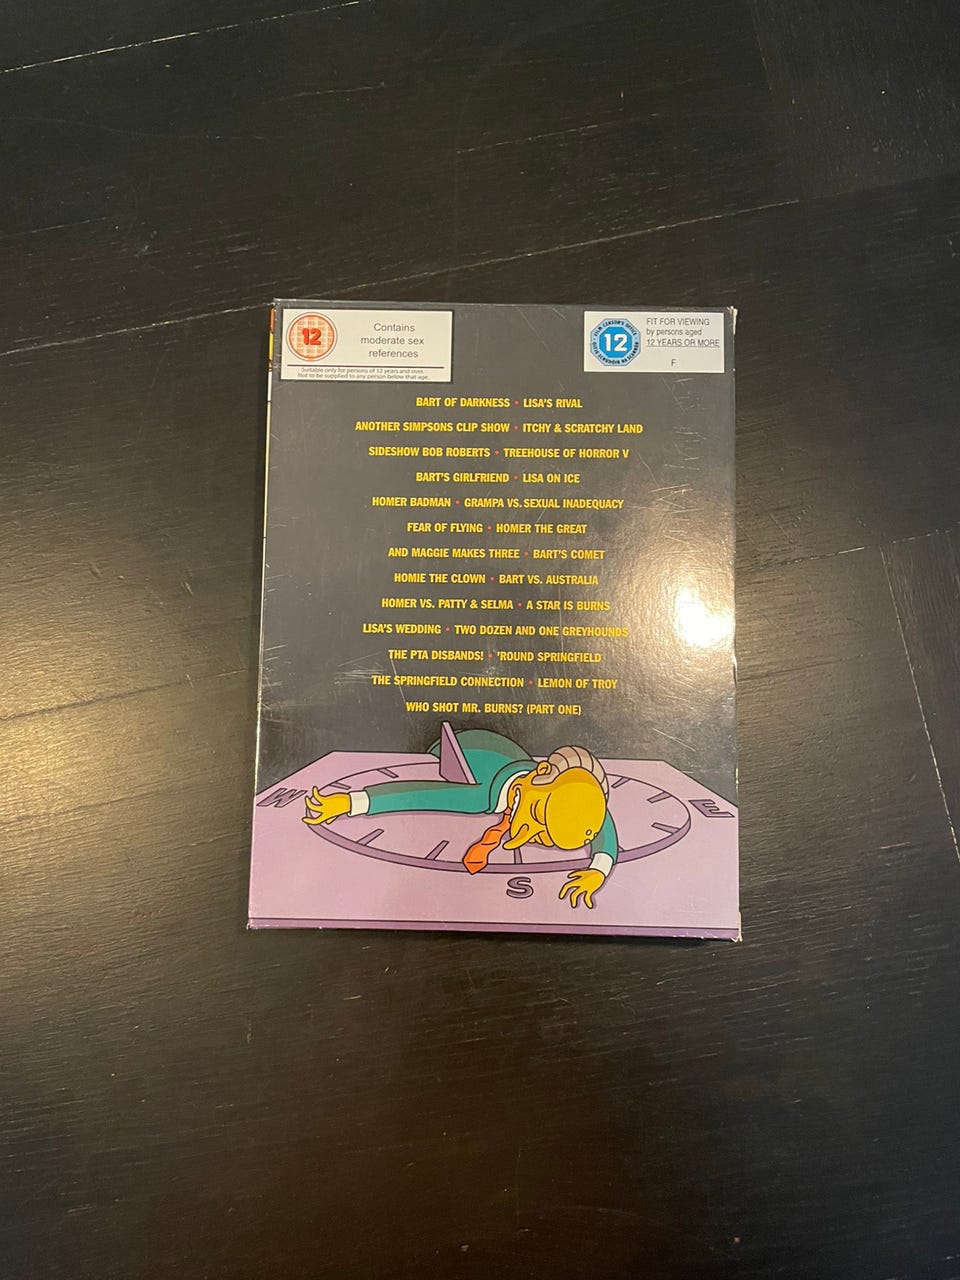 12
Contains
moderate sex
references
Suitable only for persons of 12 years and over.
Not to be supplied to any person below that age.
FILM CENSOR'S OFFICE
12
FIT FOR VIEWING
by persons aged
12 YEARS OR MORE
F
BART OF DARKNESS • LISA'S RIVAL
ANOTHER SIMPSONS CLIP SHOW • ITCHY & SCRATCHY LAND
SIDESHOW BOB ROBERTS • TREEHOUSE OF HORROR V
BART'S GIRLFRIEND • LISA ON ICE
HOMER BADMAN • GRAMPA VS. SEXUAL INADEQUACY
FEAR OF FLYING • HOMER THE GREAT
AND MAGGIE MAKES THREE • BART'S COMET
HOMIE THE CLOWN • BART VS. AUSTRALIA
HOMER VS. PATTY & SELMA • A STAR IS BURNS
LISA'S WEDDING • TWO DOZEN AND ONE GREYHOUNDS
THE PTA DISBANDS! • 'ROUND SPRINGFIELD
THE SPRINGFIELD CONNECTION • LEMON OF TROY
WHO SHOT MR. BURNS? (PART ONE)
W
E
S